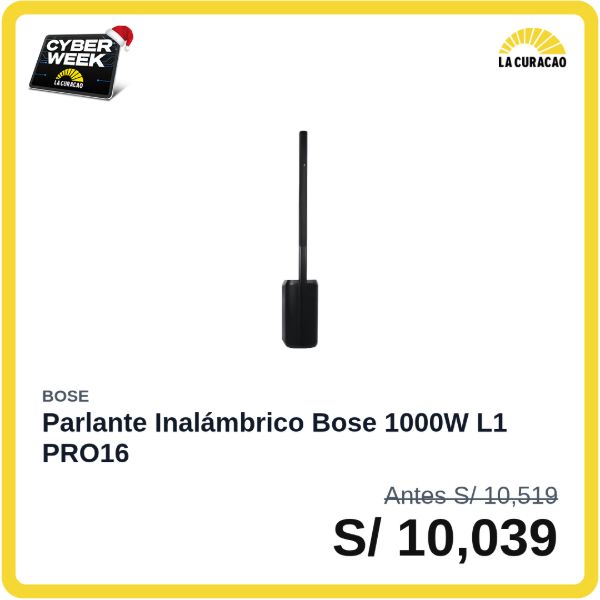 CYBER
WEEK
LA CURACAO
LA CURACAO
BOSE
Parlante Inalámbrico Bose 1000W L1
PRO16
Antes S/ 10,519
S/ 10,039